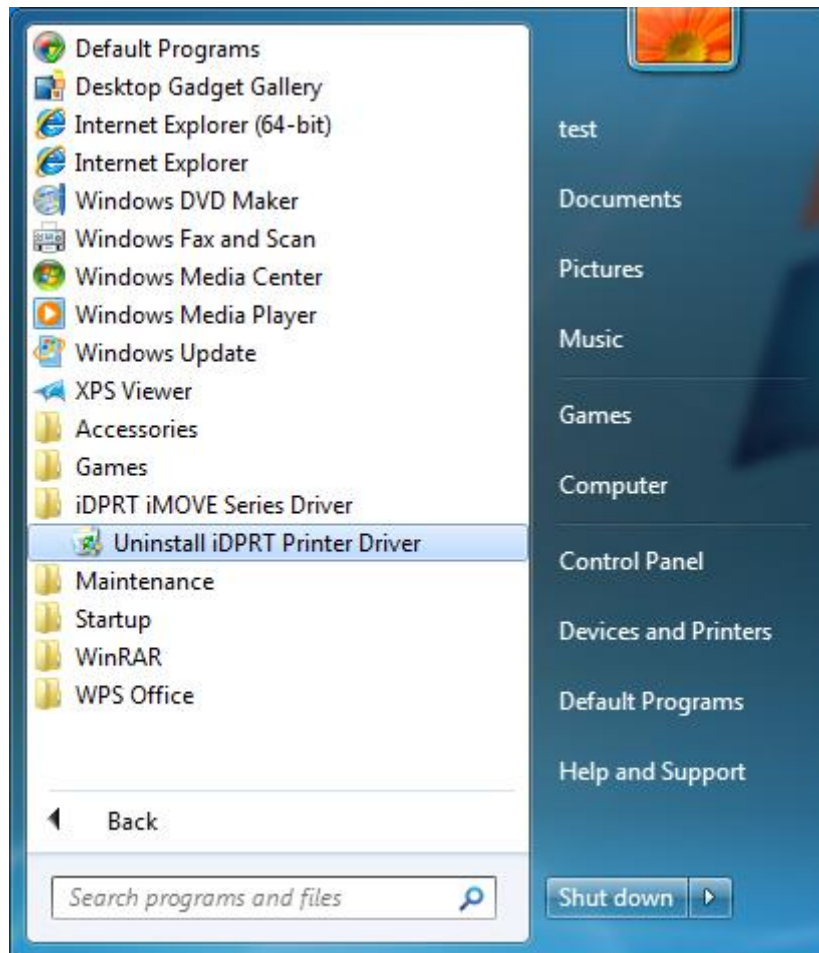 Default Programs
Desktop Gadget Gallery
Internet Explorer (64-bit)
Internet Explorer
Windows DVD Maker
Windows Fax and Scan
Windows Media Center
Windows Media Player
Windows Update
XPS Viewer
Accessories
Games
iDPRT iMOVE Series Driver
Uninstall iDPRT Printer Driver
Maintenance
Startup
WinRAR
WPS Office
Back
Search programs and files
test
Documents
Pictures
Music
Games
Computer
Control Panel
Devices and Printers
Default Programs
Help and Support
Shut down